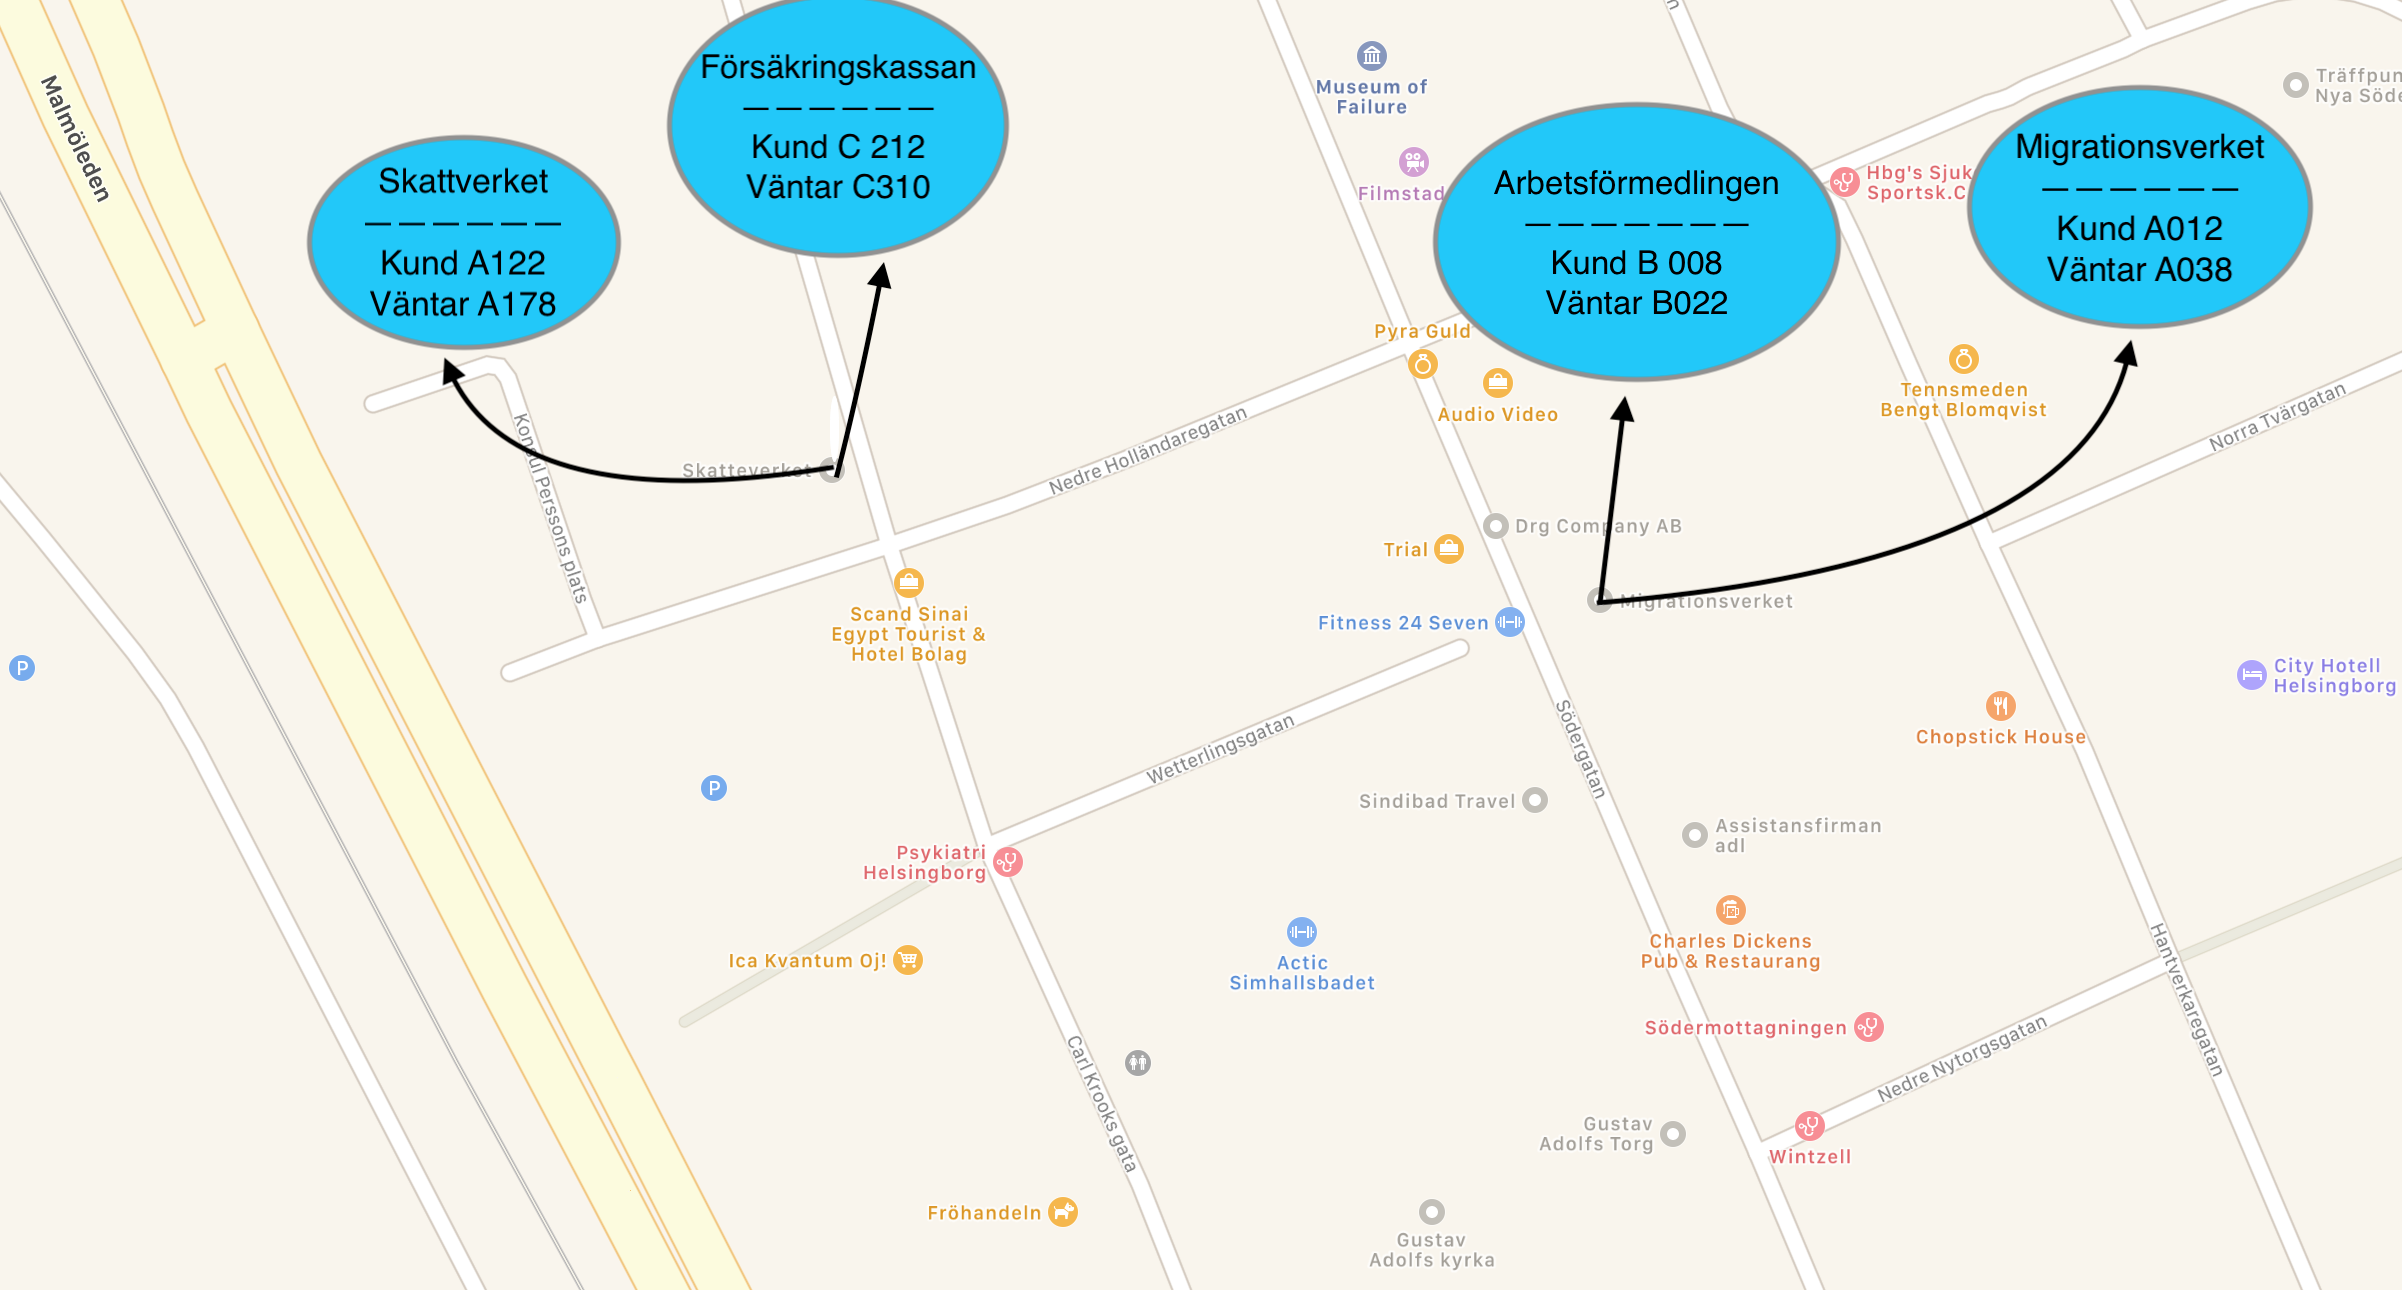 Malmöleden
Skattverket
— — — — — —
Kund A122
Väntar A178
Försäkringskassan
— — — — — —
Kund C 212
Väntar C310
Museum of
Failure
Filmstad
Arbetsförmedlingen
— — — — — — —
Kund B 008
Väntar B022
Hbg's Sjuk
Sportsk.C
Migrationsverket
— — — — — —
Kund A012
Väntar A038
Träffpun
Nya Söde
Pyra Guld
Audio Video
Tennsmeden
Bengt Blomqvist
Norra Tvärgatan
Konsul Perssons plats
Skatteverket
Nedre Holländaregatan
Drg Company AB
Trial
Migrationsverket
Fitness 24 Seven
Scand Sinai
Egypt Tourist &
Hotel Bolag
P
City Hotell
Helsingborg
Södergatan
Chopstick House
Wetterlingsgatan
P
Sindibad Travel
Assistansfirman
adl
Psykiatri
Helsingborg
Ica Kvantum Oj!
Actic
Simhallsbadet
Charles Dickens
Pub & Restaurang
Hantverkaregatan
Södermottagningen
Nedre Nytorgsgatan
Carl Krooks gata
Gustav
Adolfs Torg
Wintzell
Fröhandeln
Gustav
Adolfs kyrka